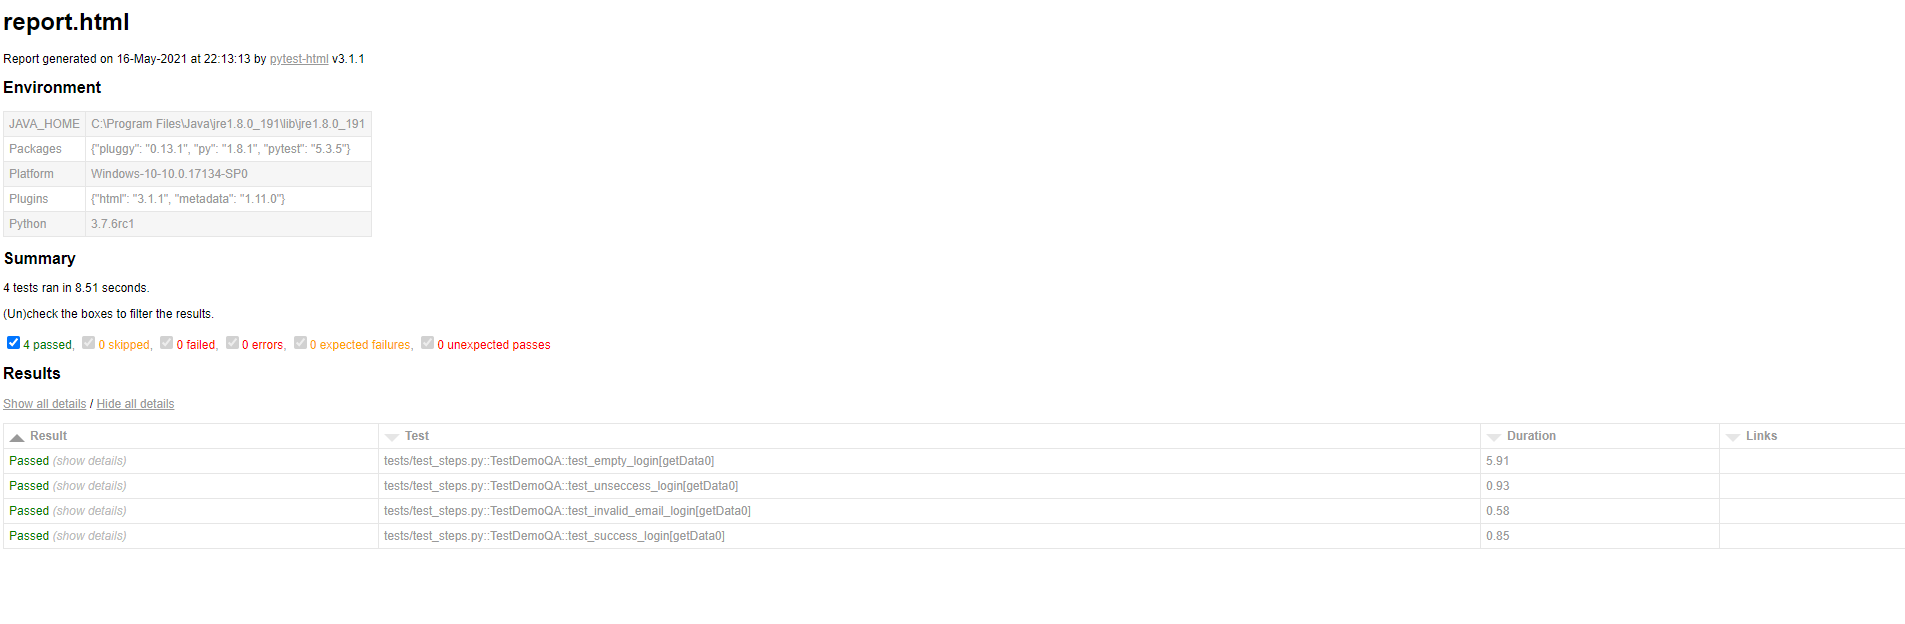 report.html
Report generated on 16-May-2021 at 22:13:13 by pytest-html v3.1.1
Environment
JAVA_HOME C:\Program Files\Java\jre1.8.0_191\lib\jre1.8.0_191
Packages {"pluggy": "0.13.1", "py": "1.8.1", "pytest": "5.3.5"}
Platform Windows-10-10.0.17134-SP0
Plugins {"html": "3.1.1", "metadata": "1.11.0"}
Python 3.7.6rc1
Summary
4 tests ran in 8.51 seconds.
(Un)check the boxes to filter the results.
4 passed, 0 skipped, 0 failed, 0 errors, 0 expected failures, 0 unexpected passes
Results
Show all details / Hide all details
Result Test Duration Links
Passed (show details) tests/test_steps.py::TestDemoQA::test_empty_login[getData0] 5.91
Passed (show details) tests/test_steps.py::TestDemoQA::test_unseccess_login[getData0] 0.93
Passed (show details) tests/test_steps.py::TestDemoQA::test_invalid_email_login[getData0] 0.58
Passed (show details) tests/test_steps.py::TestDemoQA::test_success_login[getData0] 0.85